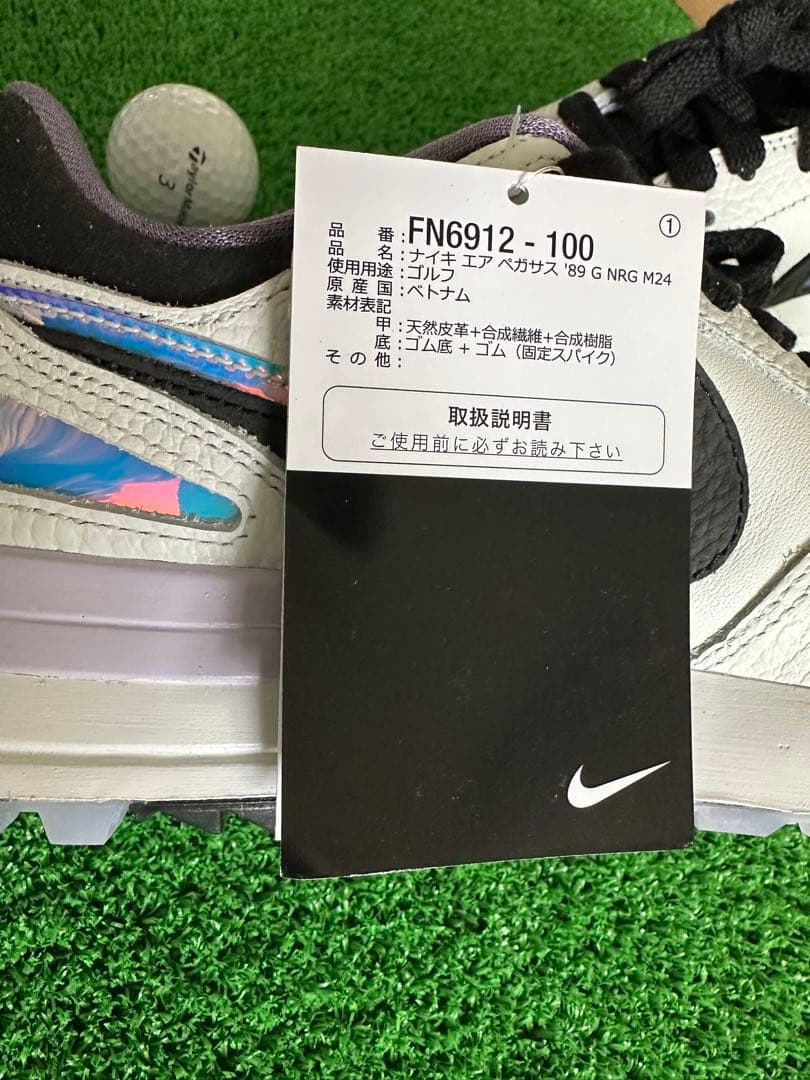 TaylorMade
3
①
品 番:FN6912 - 100
品 名:ナイキ エア ペガサス '89 G NRG M24
使用用途:ゴルフ
原 産 国:ベトナム
素材表記
甲:天然皮革+合成繊維+合成樹脂
底:ゴム底 + ゴム（固定スパイク）
そ の 他:
取扱説明書
ご使用前に必ずお読み下さい